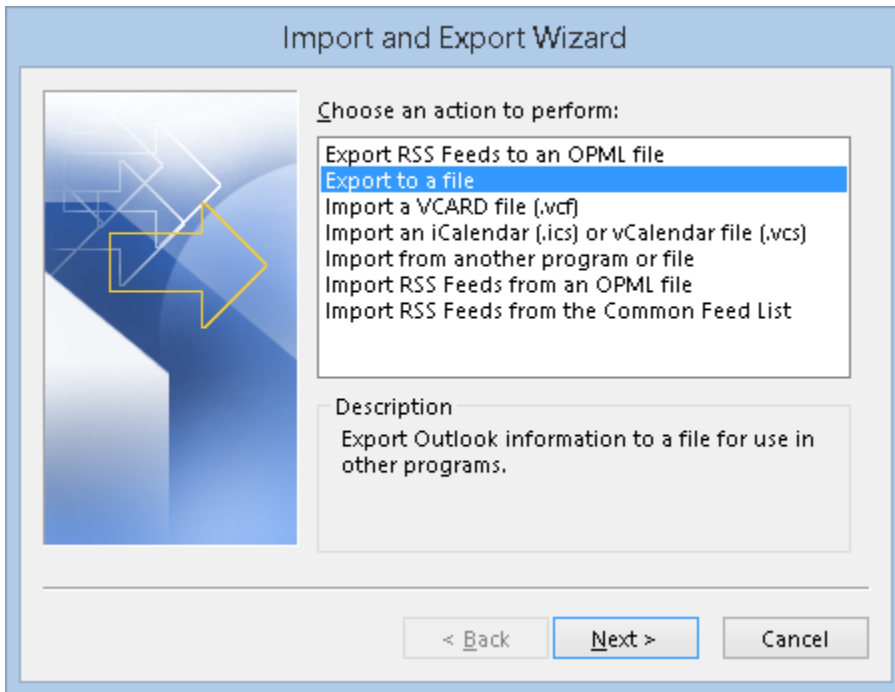 Import and Export Wizard
Choose an action to perform:
Export RSS Feeds to an OPML file
Export to a file
Import a VCARD file (.vcf)
Import an iCalendar (.ics) or vCalendar file (.vcs)
Import from another program or file
Import RSS Feeds from an OPML file
Import RSS Feeds from the Common Feed List
Description
Export Outlook information to a file for use in
other programs.
< Back Next > Cancel